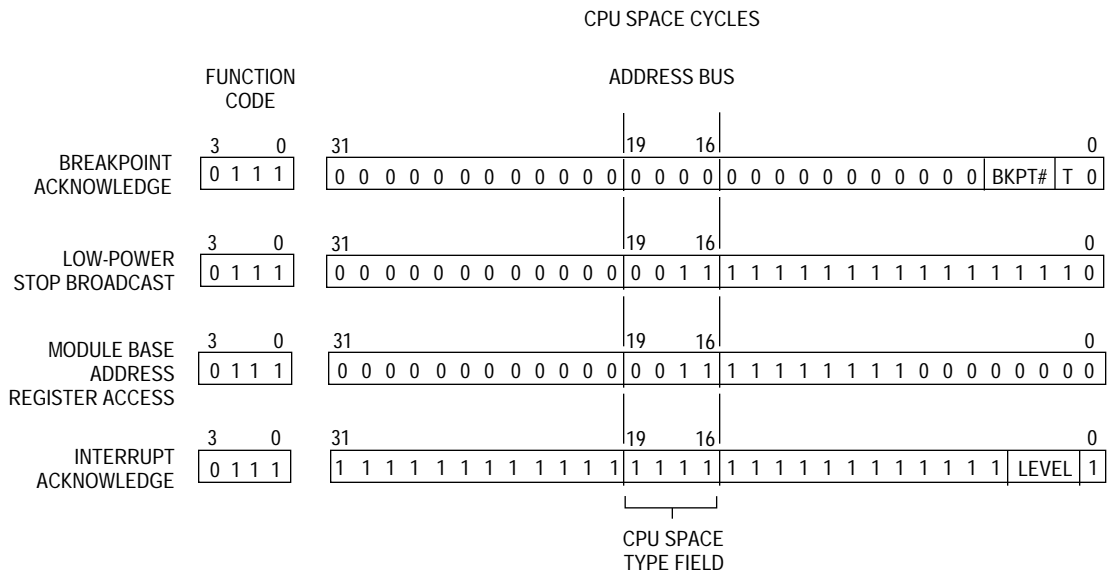 CPU SPACE CYCLES
FUNCTION
CODE
ADDRESS BUS
BREAKPOINT
ACKNOWLEDGE
3 0
0 1 1 1
31 19 16 0
0 0 0 0 0 0 0 0 0 0 0 0 0 0 0 0 0 0 0 0 0 0 0 0 0 0 0 BKPT# T 0
LOW-POWER
STOP BROADCAST
3 0
0 1 1 1
31 19 16 0
0 0 0 0 0 0 0 0 0 0 0 0 0 0 1 1 1 1 1 1 1 1 1 1 1 1 1 1 1 1 1 0
MODULE BASE
ADDRESS
REGISTER ACCESS
3 0
0 1 1 1
31 19 16 0
0 0 0 0 0 0 0 0 0 0 0 0 0 0 1 1 1 1 1 1 1 1 1 1 0 0 0 0 0 0 0 0
INTERRUPT
ACKNOWLEDGE
3 0
0 1 1 1
31 19 16 0
1 1 1 1 1 1 1 1 1 1 1 1 1 1 1 1 1 1 1 1 1 1 1 1 1 1 1 1 LEVEL 1
CPU SPACE
TYPE FIELD